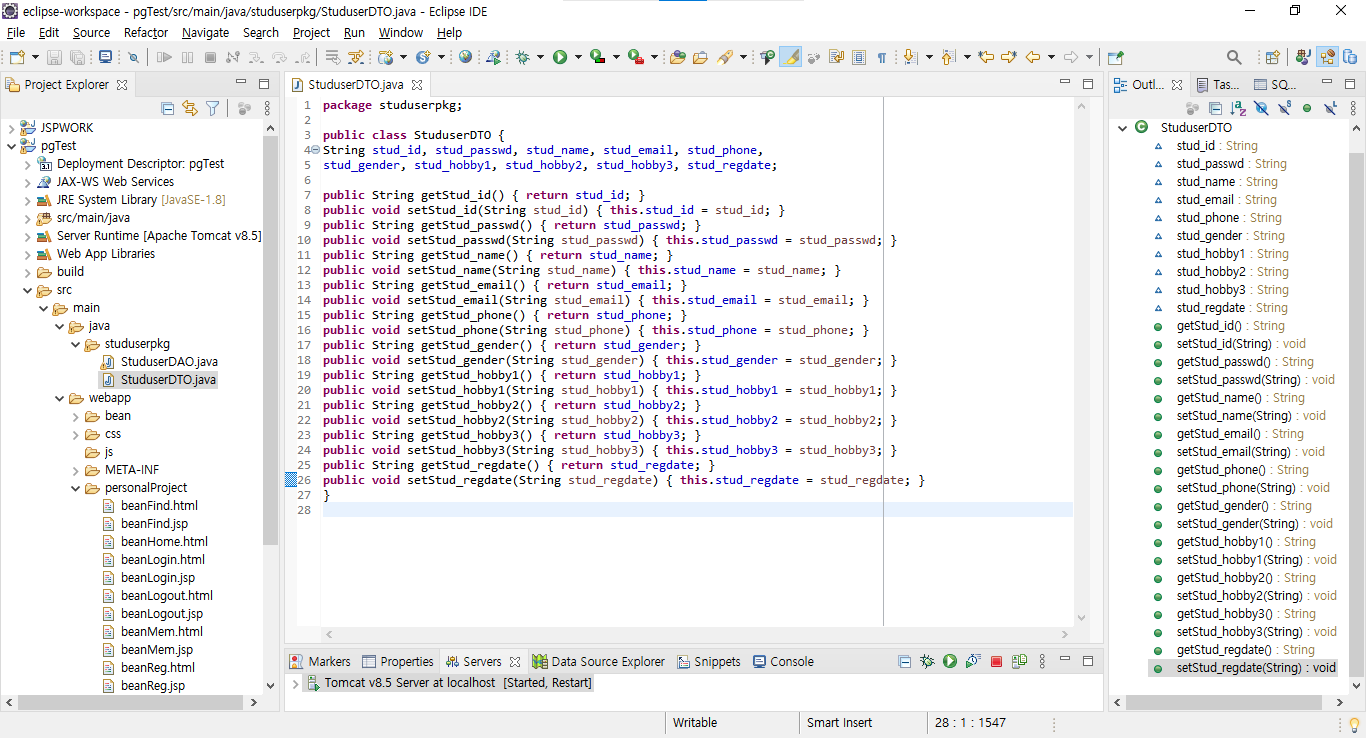 eclipse-workspace - pgTest/src/main/java/studuserpkg/StuduserDTO.java - Eclipse IDE
File Edit Source Refactor Navigate Search Project Run Window Help
Project Explorer
JSPWORK
pgTest
Deployment Descriptor: pgTest
JAX-WS Web Services
JRE System Library [JavaSE-1.8]
src/main/java
Server Runtime [Apache Tomcat v8.5]
Web App Libraries
build
src
main
java
studuserpkg
StuduserDAO.java
StuduserDTO.java
webapp
bean
css
js
META-INF
personalProject
beanFind.html
beanFind.jsp
beanHome.html
beanLogin.html
beanLogin.jsp
beanLogout.html
beanLogout.jsp
beanMem.html
beanMem.jsp
beanReg.html
beanReg.jsp
StuduserDTO.java
1 package studuserpkg;
2
3 public class StuduserDTO {
4 String stud_id, stud_passwd, stud_name, stud_email, stud_phone,
5 stud_gender, stud_hobby1, stud_hobby2, stud_hobby3, stud_regdate;
6
7 public String getStud_id() { return stud_id; }
8 public void setStud_id(String stud_id) { this.stud_id = stud_id; }
9 public String getStud_passwd() { return stud_passwd; }
10 public void setStud_passwd(String stud_passwd) { this.stud_passwd = stud_passwd; }
11 public String getStud_name() { return stud_name; }
12 public void setStud_name(String stud_name) { this.stud_name = stud_name; }
13 public String getStud_email() { return stud_email; }
14 public void setStud_email(String stud_email) { this.stud_email = stud_email; }
15 public String getStud_phone() { return stud_phone; }
16 public void setStud_phone(String stud_phone) { this.stud_phone = stud_phone; }
17 public String getStud_gender() { return stud_gender; }
18 public void setStud_gender(String stud_gender) { this.stud_gender = stud_gender; }
19 public String getStud_hobby1() { return stud_hobby1; }
20 public void setStud_hobby1(String stud_hobby1) { this.stud_hobby1 = stud_hobby1; }
21 public String getStud_hobby2() { return stud_hobby2; }
22 public void setStud_hobby2(String stud_hobby2) { this.stud_hobby2 = stud_hobby2; }
23 public String getStud_hobby3() { return stud_hobby3; }
24 public void setStud_hobby3(String stud_hobby3) { this.stud_hobby3 = stud_hobby3; }
25 public String getStud_regdate() { return stud_regdate; }
26 public void setStud_regdate(String stud_regdate) { this.stud_regdate = stud_regdate; }
27 }
28
Outl... Tas... SQ...
StuduserDTO
stud_id : String
stud_passwd : String
stud_name : String
stud_email : String
stud_phone : String
stud_gender : String
stud_hobby1 : String
stud_hobby2 : String
stud_hobby3 : String
stud_regdate : String
getStud_id() : String
setStud_id(String) : void
getStud_passwd() : String
setStud_passwd(String) : void
getStud_name() : String
setStud_name(String) : void
getStud_email() : String
setStud_email(String) : void
getStud_phone() : String
setStud_phone(String) : void
getStud_gender() : String
setStud_gender(String) : void
getStud_hobby1() : String
setStud_hobby1(String) : void
getStud_hobby2() : String
setStud_hobby2(String) : void
getStud_hobby3() : String
setStud_hobby3(String) : void
getStud_regdate() : String
setStud_regdate(String) : void
Markers Properties Servers Data Source Explorer Snippets Console
Tomcat v8.5 Server at localhost [Started, Restart]
Writable Smart Insert 28 : 1 : 1547